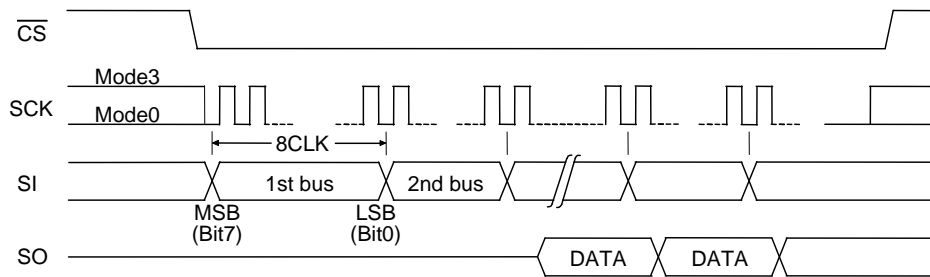 CS
Mode3
SCK
Mode0
8CLK
SI
1st bus
2nd bus
MSB
(Bit7)
LSB
(Bit0)
SO
DATA
DATA